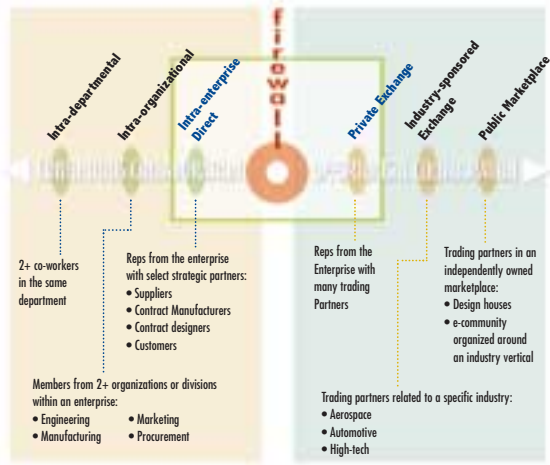 firewall
Intra-departmental
Intra-organizational
Intra-enterprise
Direct
Private Exchange
Industry-sponsored
Exchange
Public Marketplace
2+ co-workers
in the same
department
Reps from the enterprise
with select strategic partners:
• Suppliers
• Contract Manufacturers
• Contract designers
• Customers
Reps from the
Enterprise with
many trading
Partners
Trading partners in an
independently owned
marketplace:
• Design houses
• e-community
organized around
an industry vertical
Members from 2+ organizations or divisions
within an enterprise:
• Engineering • Marketing
• Manufacturing • Procurement
Trading partners related to a specific industry:
• Aerospace
• Automotive
• High-tech